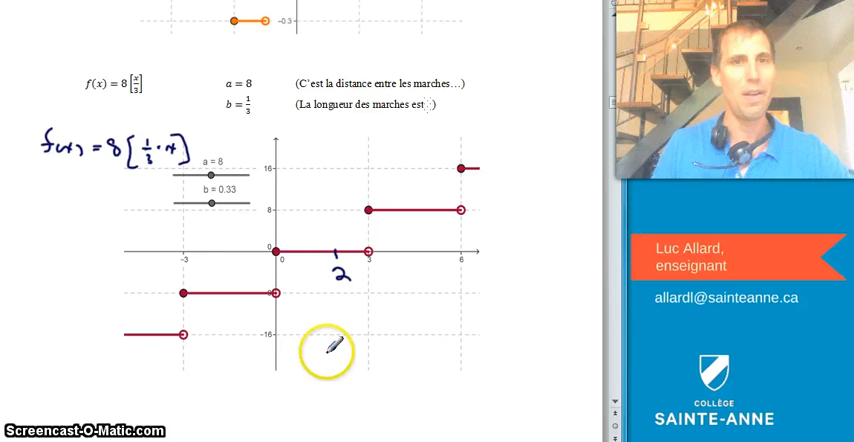 -0.3
f(x) = 8 [x/3]
a = 8
(C'est la distance entre les marches…)
b = 1/3
(La longueur des marches est :)
f(x) = 8 [1/3 · x]
a = 8
b = 0.33
16
8
0
-3
0
3
6
2
-16
Luc Allard,
enseignant
allardl@sainteanne.ca
COLLÈGE
SAINTE-ANNE
Screencast-O-Matic.com